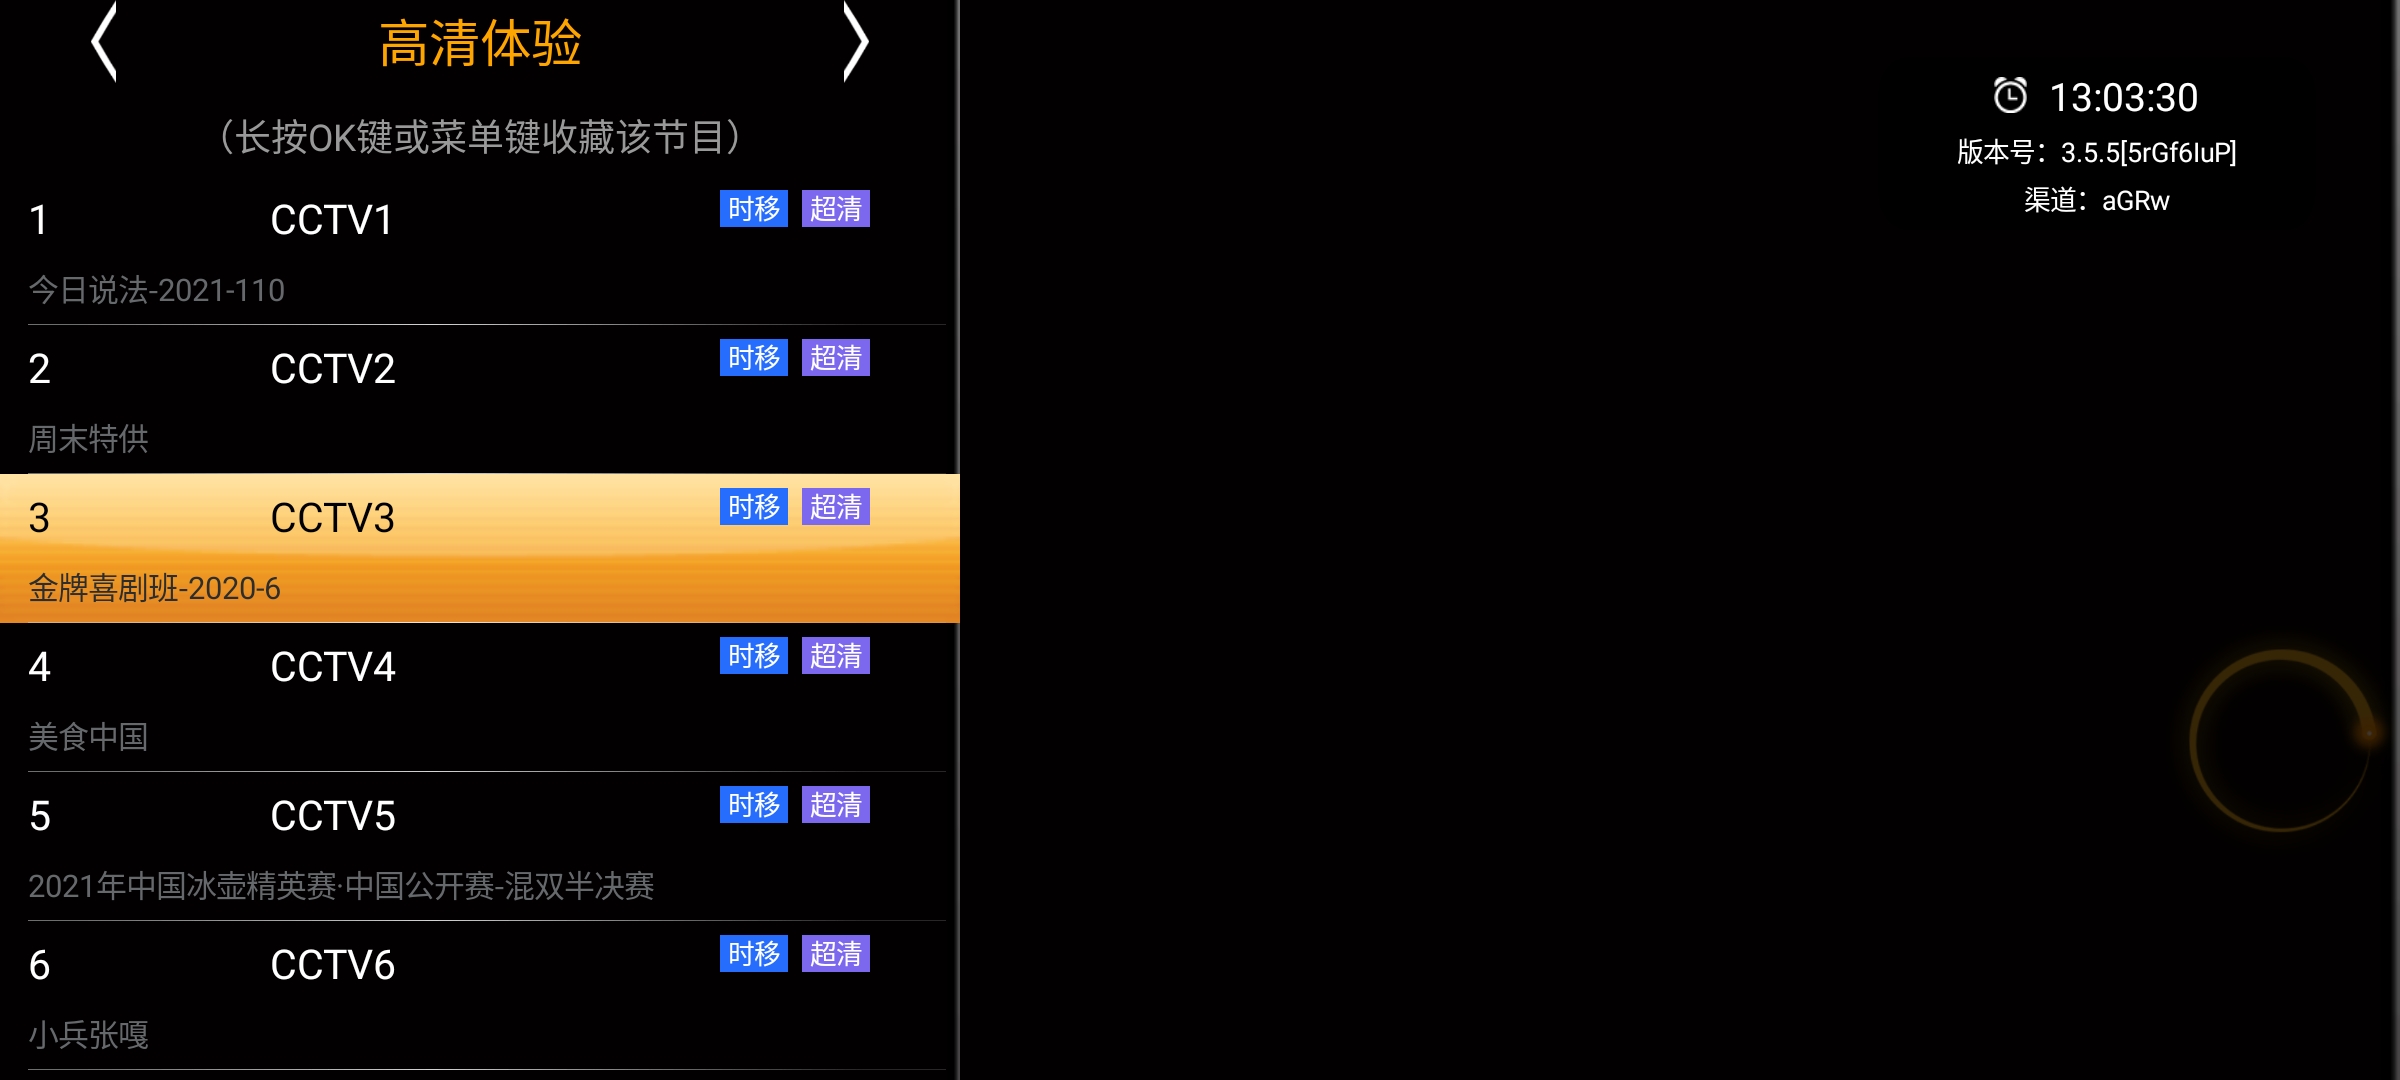 高清体验
（长按OK键或菜单键收藏该节目）
1 CCTV1 时移 超清
今日说法-2021-110
2 CCTV2 时移 超清
周末特供
3 CCTV3 时移 超清
金牌喜剧班-2020-6
4 CCTV4 时移 超清
美食中国
5 CCTV5 时移 超清
2021年中国冰壶精英赛·中国公开赛-混双半决赛
6 CCTV6 时移 超清
小兵张嘎
13:03:30
版本号：3.5.5[5rGf6IuP]
渠道：aGRw